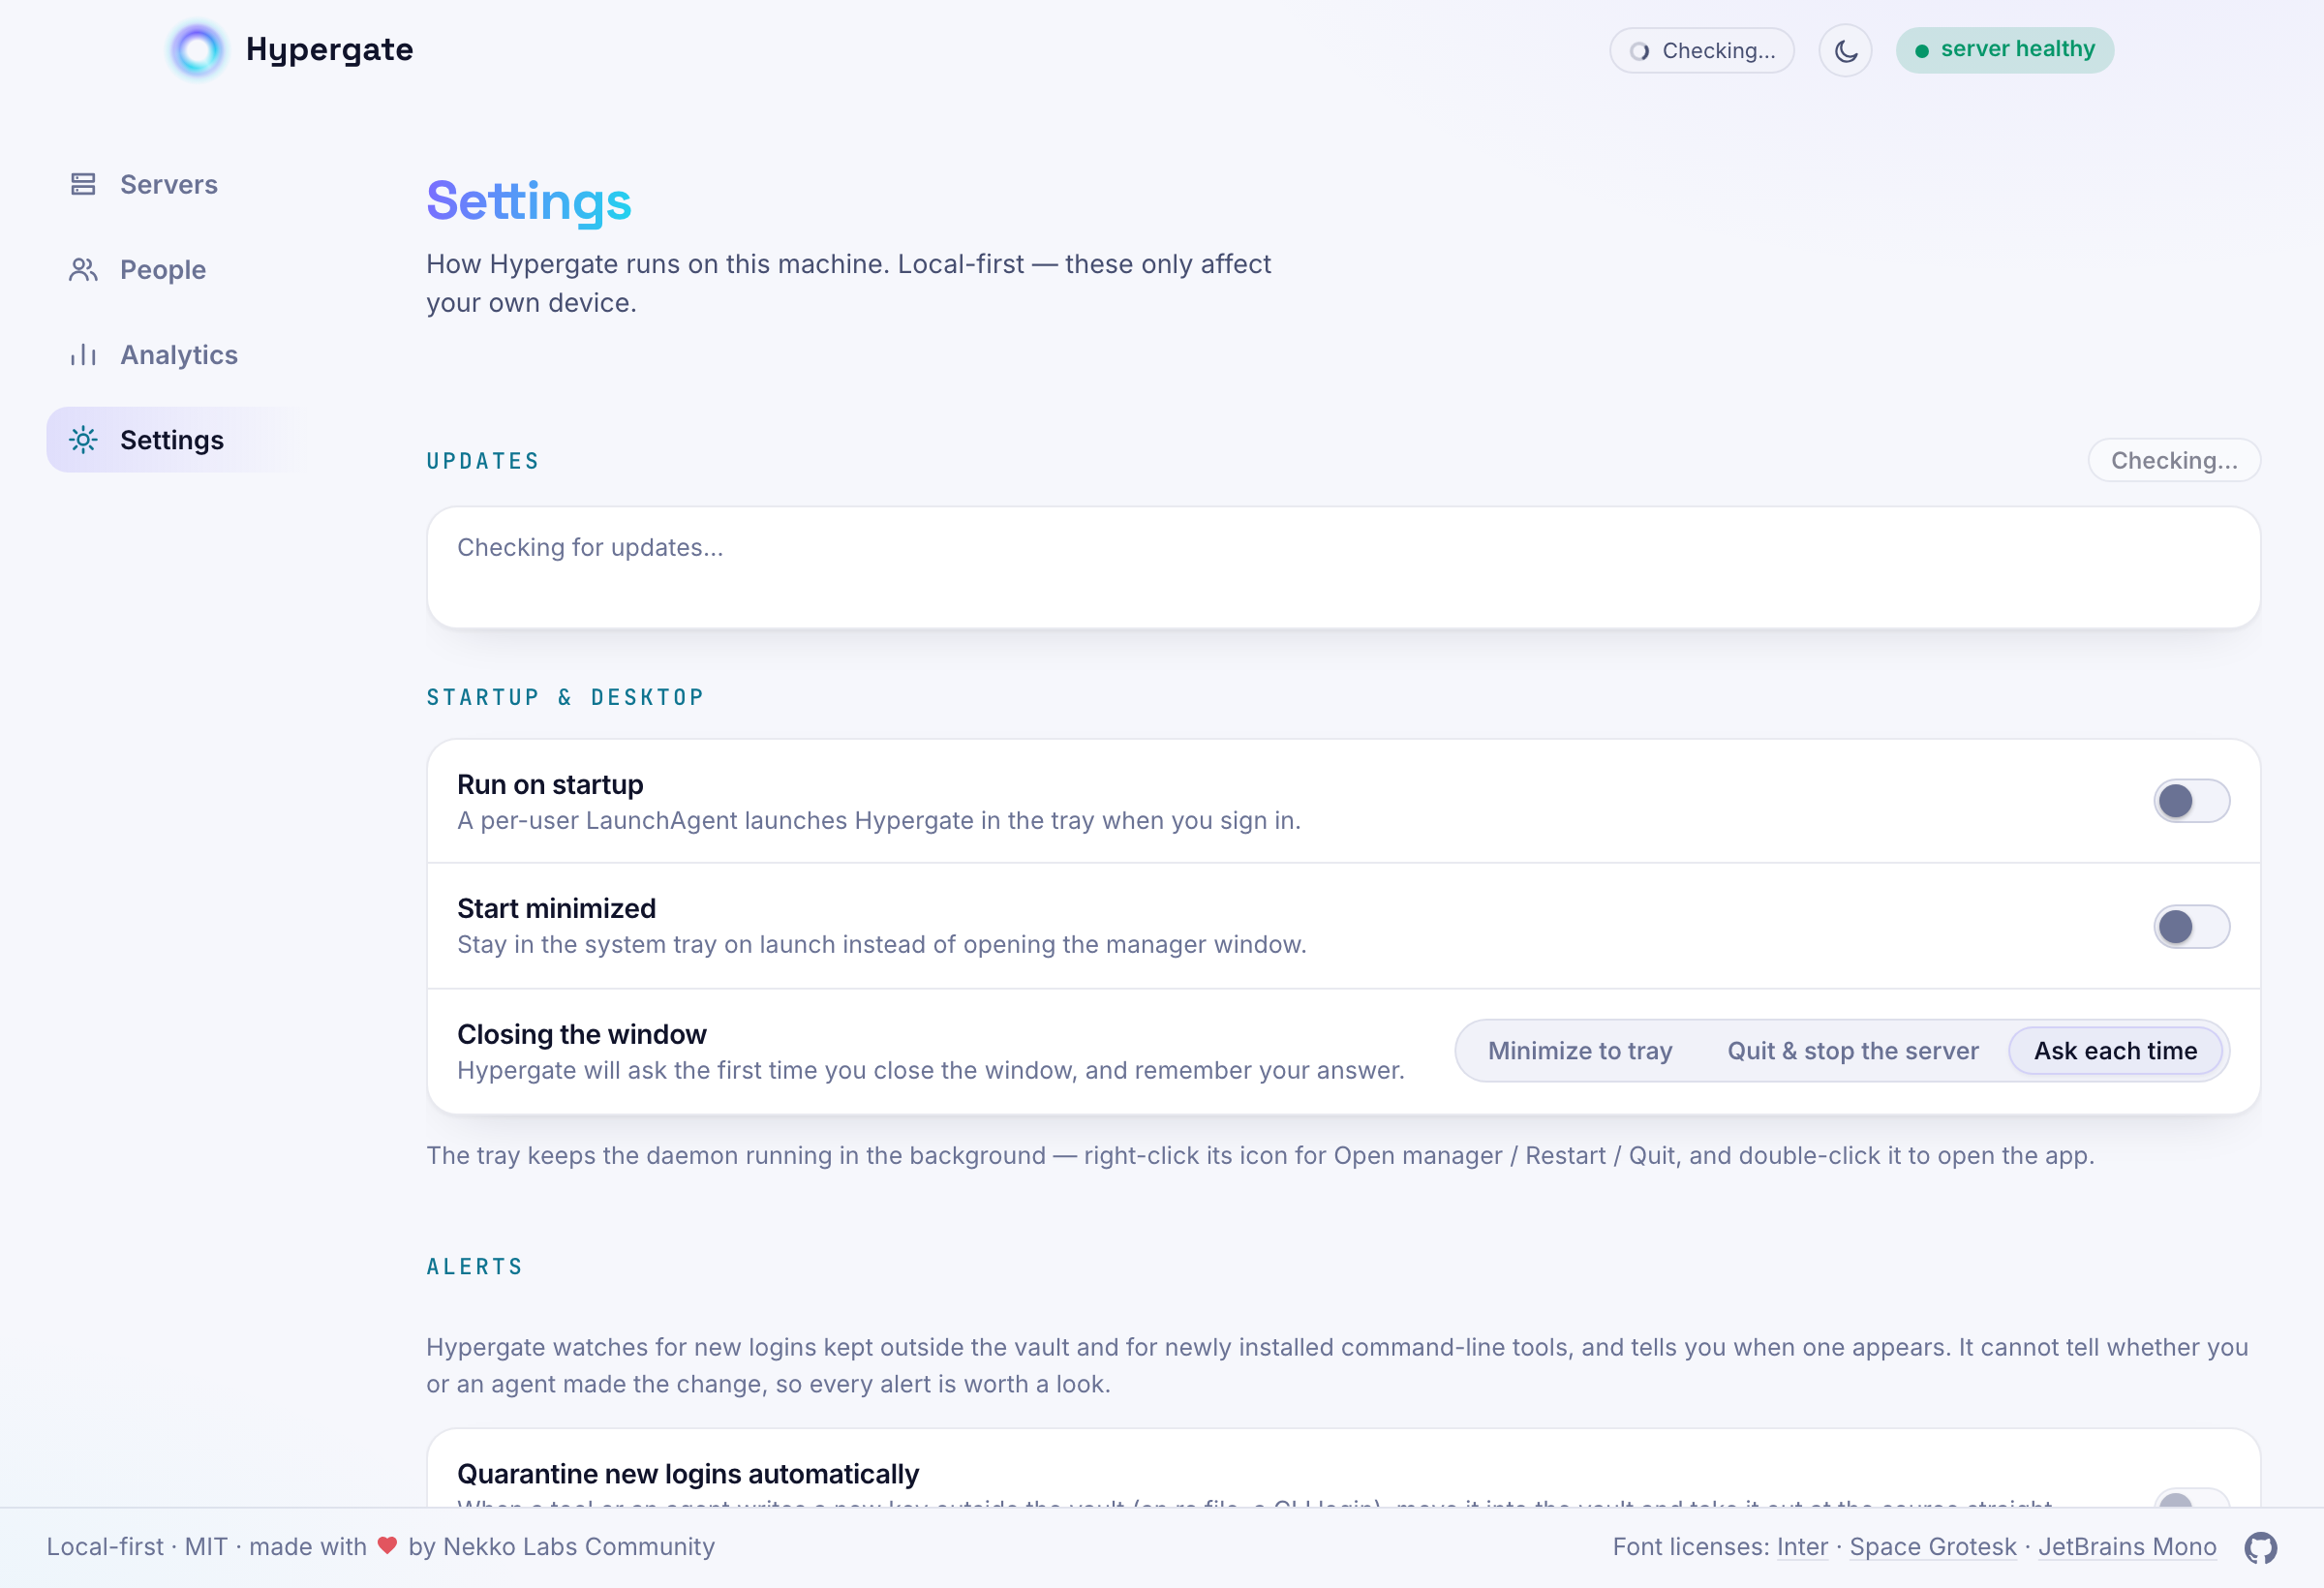 Hypergate
Checking…
server healthy
Servers
People
Analytics
Settings
Settings
How Hypergate runs on this machine. Local-first — these only affect
your own device.
UPDATES
Checking…
Checking for updates…
STARTUP & DESKTOP
Run on startup
A per-user LaunchAgent launches Hypergate in the tray when you sign in.
Start minimized
Stay in the system tray on launch instead of opening the manager window.
Closing the window
Hypergate will ask the first time you close the window, and remember your answer.
Minimize to tray
Quit & stop the server
Ask each time
The tray keeps the daemon running in the background — right-click its icon for Open manager / Restart / Quit, and double-click it to open the app.
ALERTS
Hypergate watches for new logins kept outside the vault and for newly installed command-line tools, and tells you when one appears. It cannot tell whether you
or an agent made the change, so every alert is worth a look.
Quarantine new logins automatically
Local-first · MIT · made with ♥ by Nekko Labs Community
Font licenses: Inter · Space Grotesk · JetBrains Mono